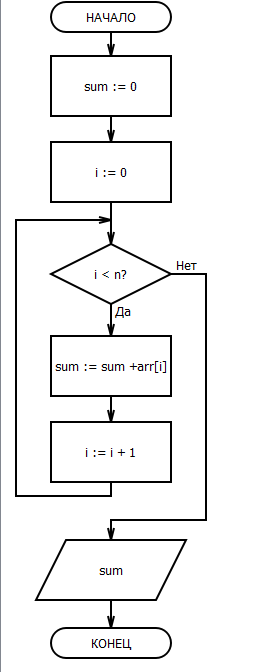 НАЧАЛО
sum := 0
i := 0
i < n?
Нет
Да
sum := sum +arr[i]
i := i + 1
sum
КОНЕЦ